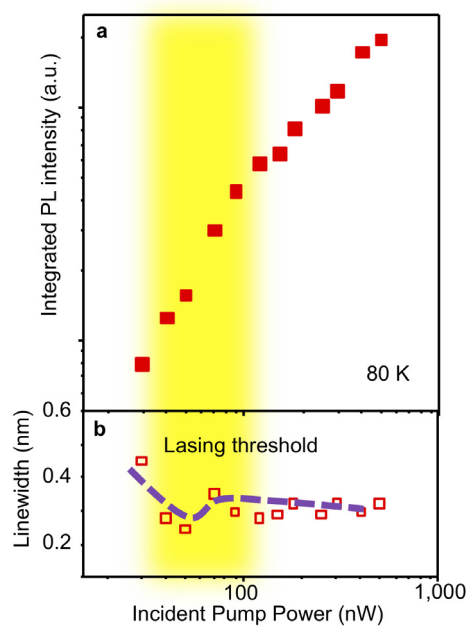 a
Integrated PL intensity (a.u.)
80 K
0.6
b
Lasing threshold
Linewidth (nm)
0.4
0.2
100
1,000
Incident Pump Power (nW)